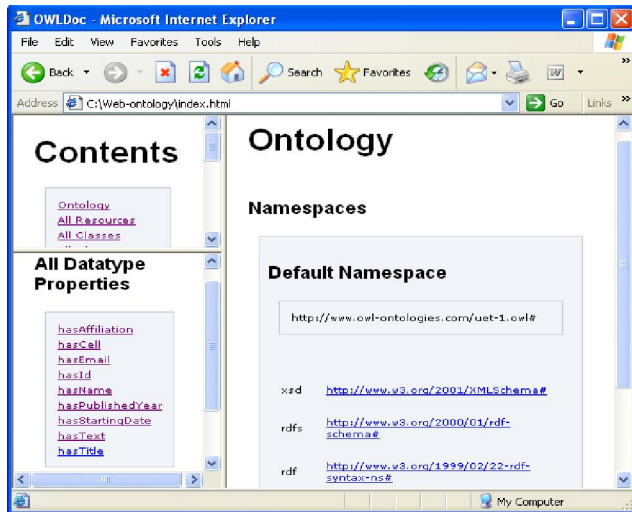 OWLDoc - Microsoft Internet Explorer
File Edit View Favorites Tools Help
Back Search Favorites
Address C:\Web-ontology\index.html Go Links
Contents
Ontology
All Resources
All Classes
All Datatype
Properties
hasAffiliation
hasCell
hasEmail
hasId
hasName
hasPublishedYear
hasStartingDate
hasText
hasTitle
Ontology
Namespaces
Default Namespace
http://www.owl-ontologies.com/uet-1.owl#
xsd http://www.w3.org/2001/XMLSchema#
rdfs http://www.w3.org/2000/01/rdf-
schema#
rdf http://www.w3.org/1999/02/22-rdf-
syntax-ns#
My Computer